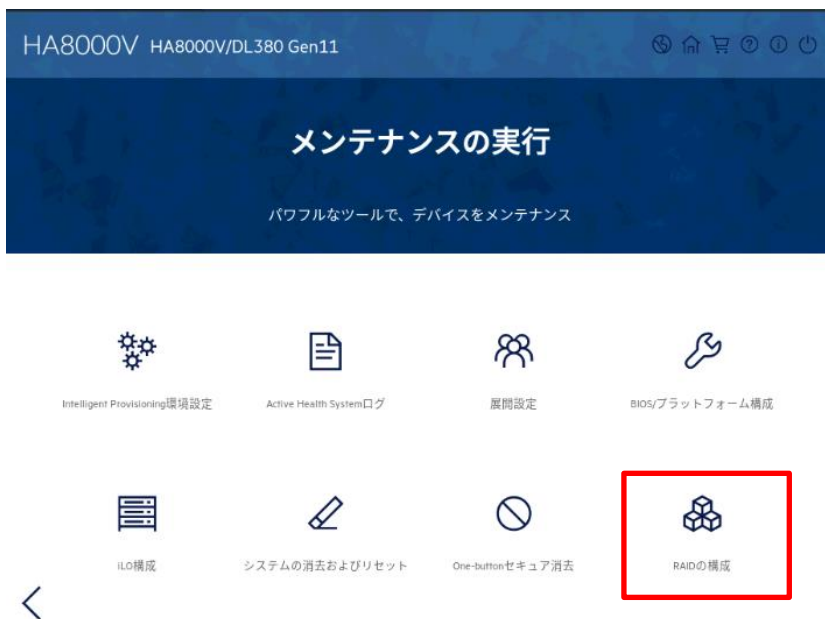 HA8000V HA8000V/DL380 Gen11
メンテナンスの実行
パワフルなツールで、デバイスをメンテナンス
Intelligent Provisioning環境設定
Active Health Systemログ
展開設定
BIOS/プラットフォーム構成
iLO構成
システムの消去およびリセット
One-buttonセキュア消去
RAIDの構成